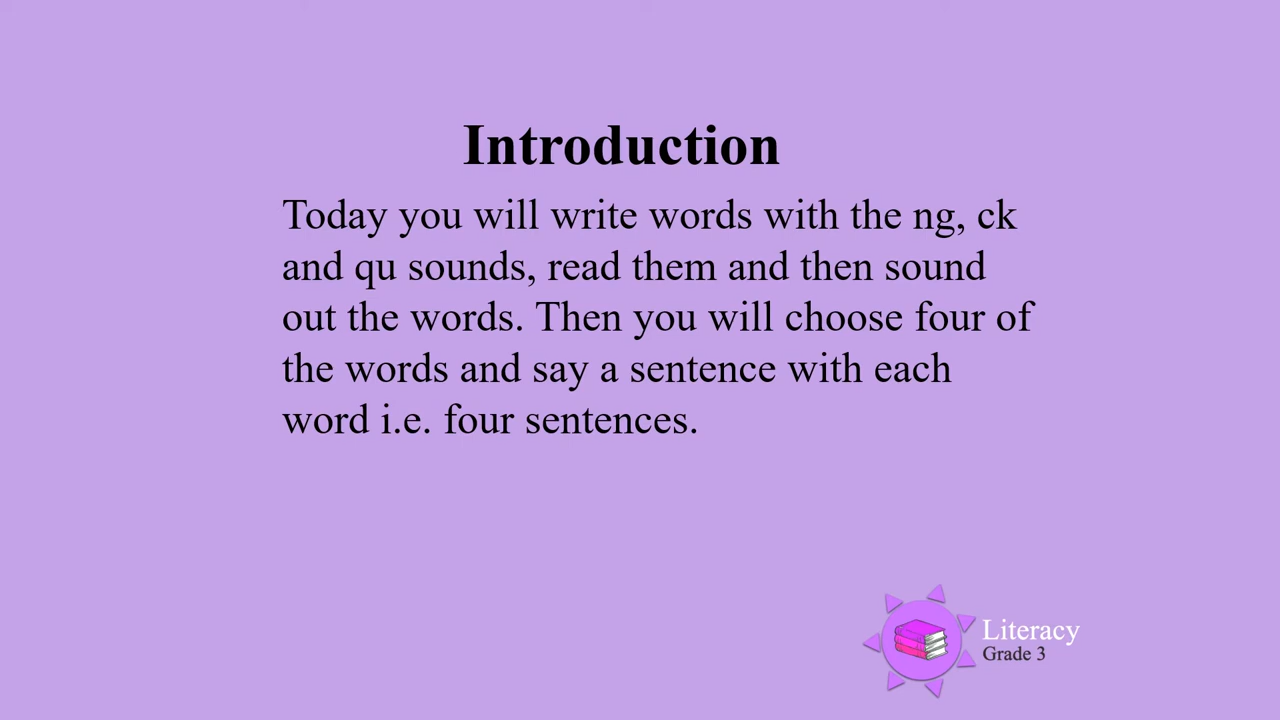 Introduction
Today you will write words with the ng, ck
and qu sounds, read them and then sound
out the words. Then you will choose four of
the words and say a sentence with each
word i.e. four sentences.
Literacy
Grade 3